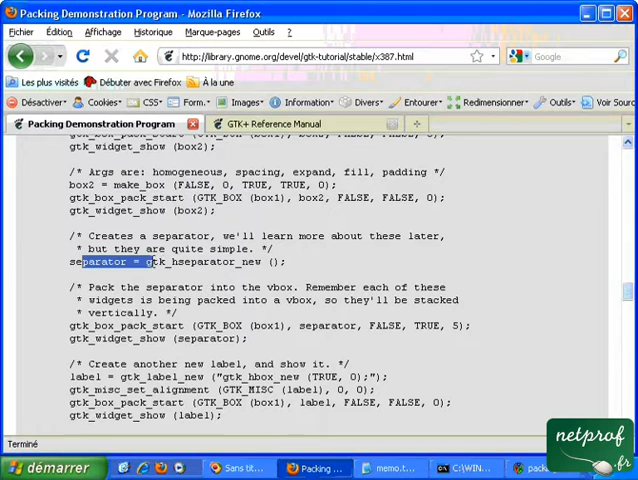 Packing Demonstration Program - Mozilla Firefox
Fichier Édition Affichage Historique Marque-pages Outils ?
http://library.gnome.org/devel/gtk-tutorial/stable/x387.html
Google
Les plus visités Débuter avec Firefox À la une
Désactiver Cookies CSS Form. Images Information Divers Entourer Redimensionner Outils Voir Sourc
Packing Demonstration Program GTK+ Reference Manual
gtk_widget_show (box2);
/* Args are: homogeneous, spacing, expand, fill, padding */
box2 = make_box (FALSE, 0, TRUE, TRUE, 0);
gtk_box_pack_start (GTK_BOX (box1), box2, FALSE, FALSE, 0);
gtk_widget_show (box2);
/* Creates a separator, we'll learn more about these later,
* but they are quite simple. */
separator = gtk_hseparator_new ();
/* Pack the separator into the vbox. Remember each of these
* widgets is being packed into a vbox, so they'll be stacked
* vertically. */
gtk_box_pack_start (GTK_BOX (box1), separator, FALSE, TRUE, 5);
gtk_widget_show (separator);
/* Create another new label, and show it. */
label = gtk_label_new ("gtk_hbox_new (TRUE, 0);");
gtk_misc_set_alignment (GTK_MISC (label), 0, 0);
gtk_box_pack_start (GTK_BOX (box1), label, FALSE, FALSE, 0);
gtk_widget_show (label);
Terminé
netprof
.fr
démarrer Sans tit... Packing ... memo.t... C:\WIN... pack